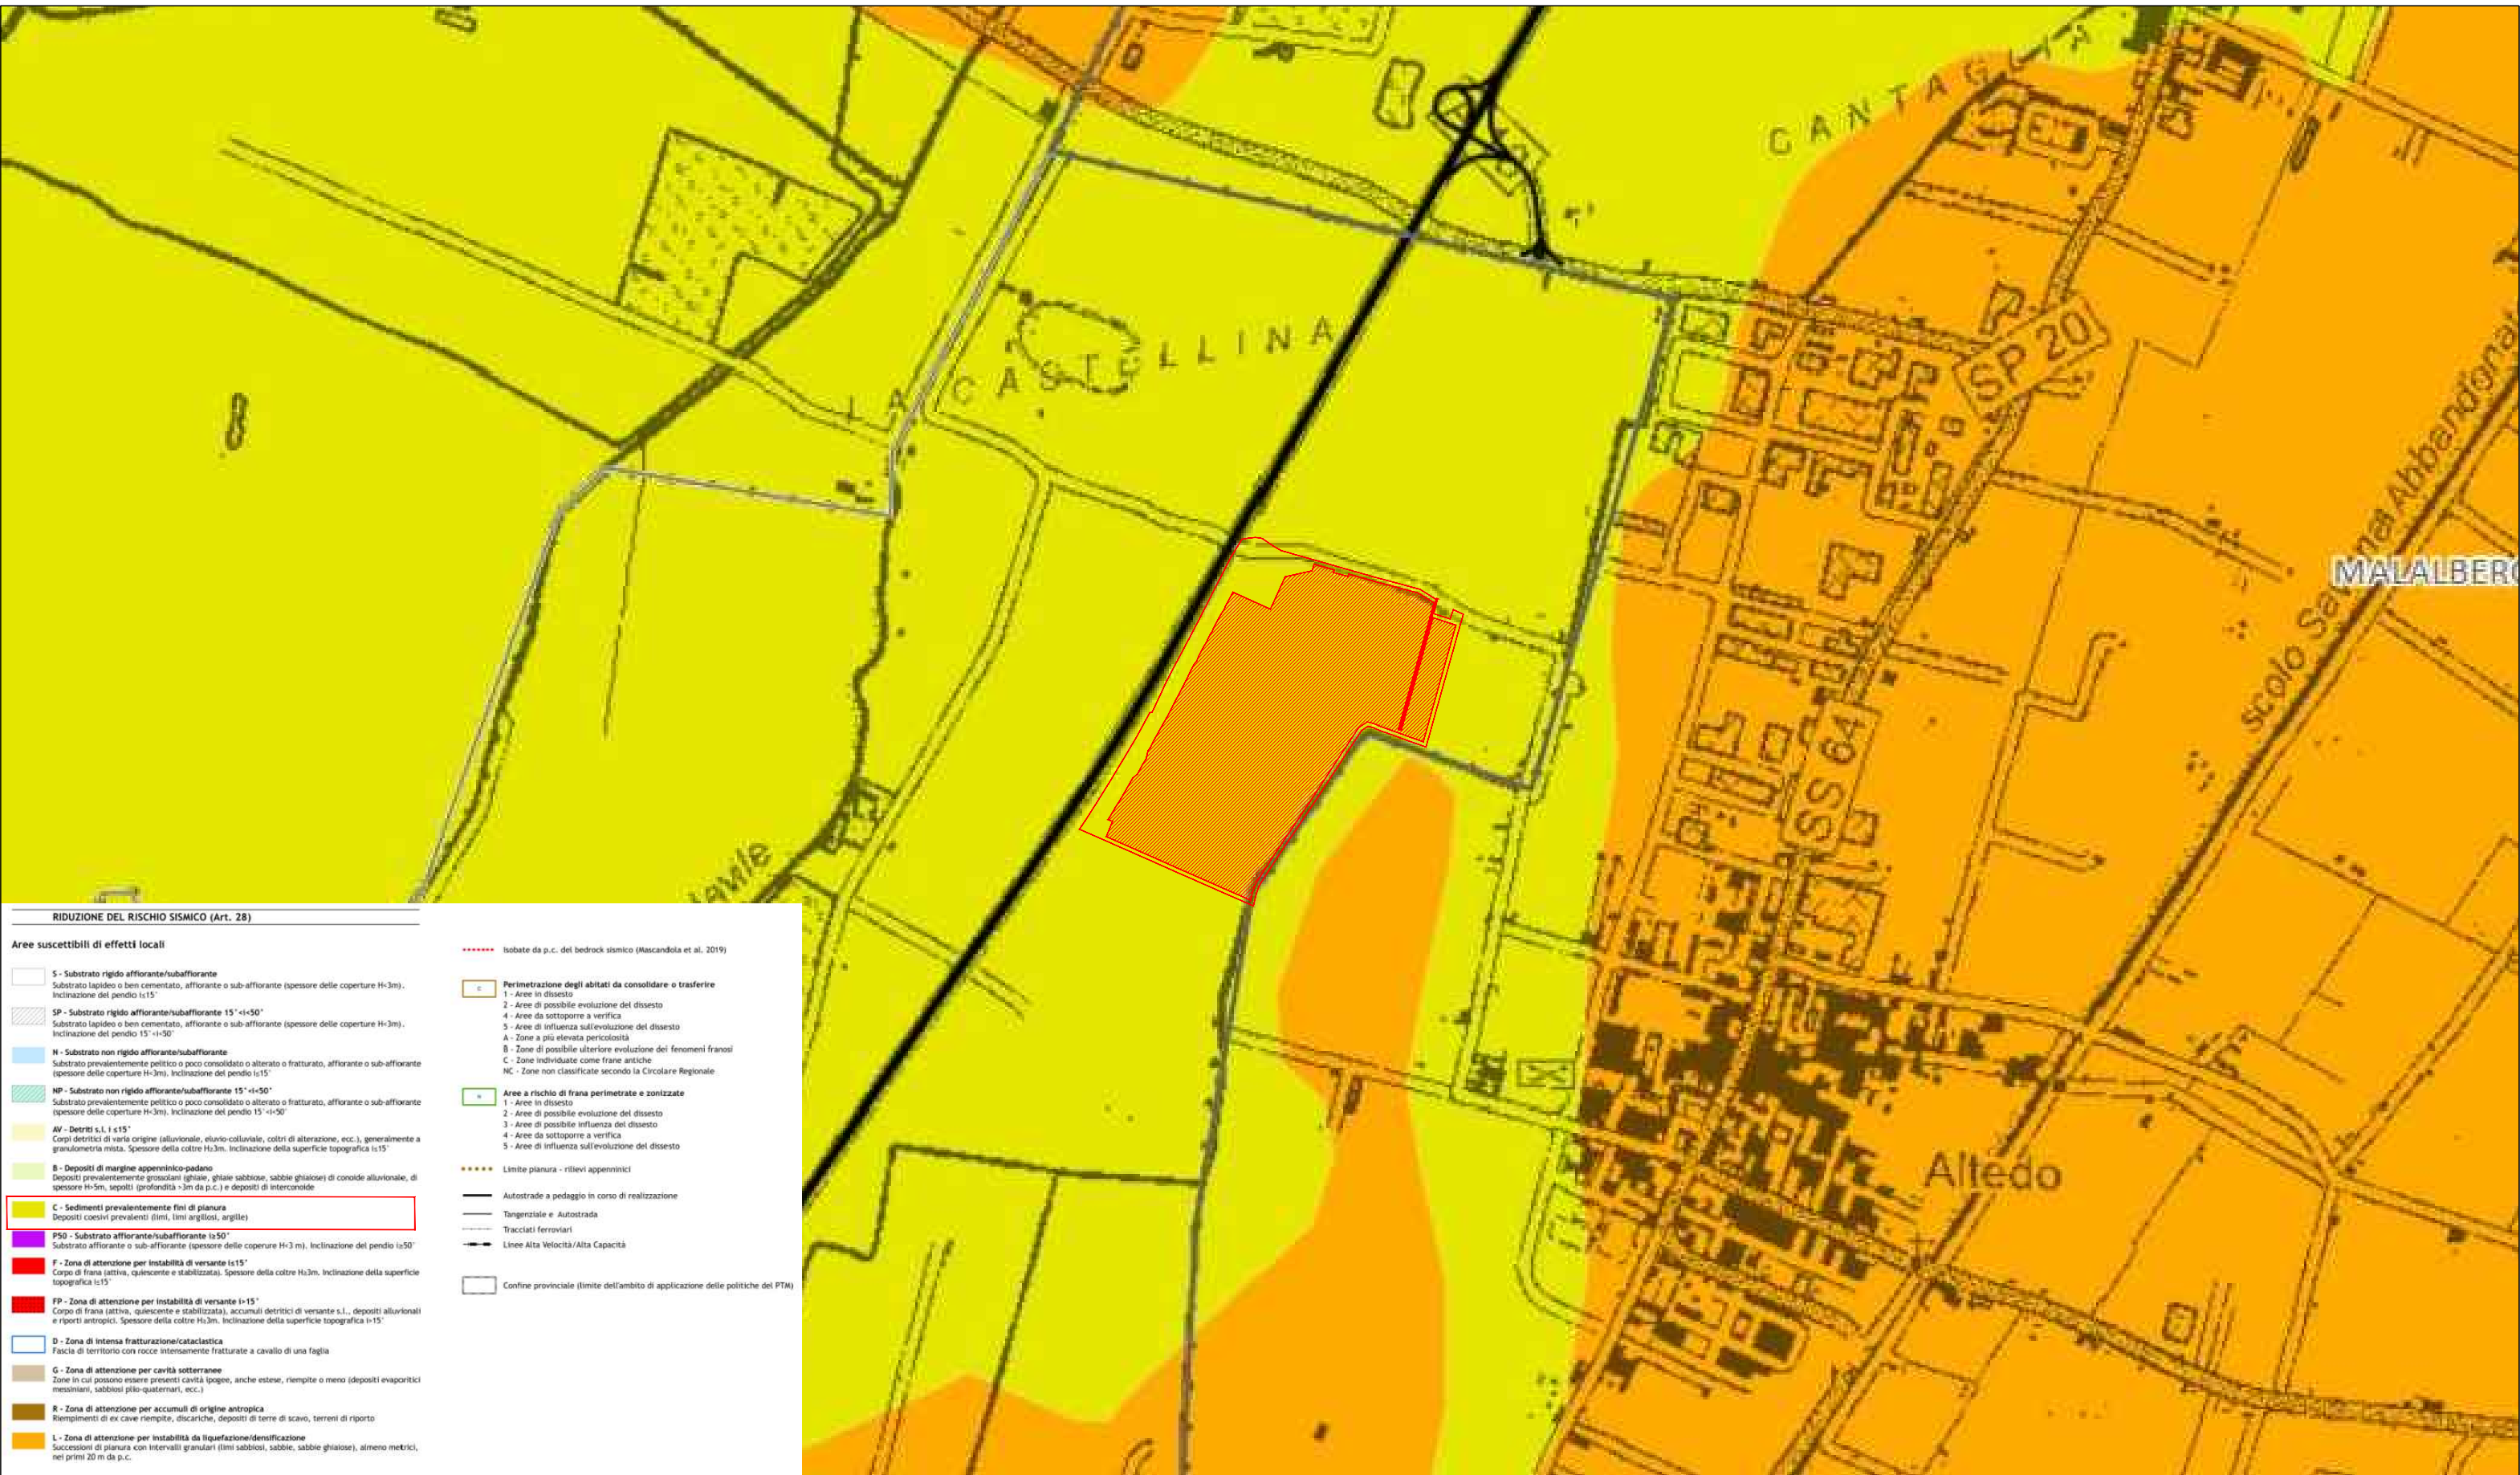 CANTAGLIA
LA CASTELLINA
SP 20
MALALBERG
SS 64
Altedo
RIDUZIONE DEL RISCHIO SISMICO (Art. 28)
Aree suscettibili di effetti locali
S - Substrato rigido affiorante/subaffiorante
Substrato lapideo o ben cementato, affiorante o sub-affiorante (spessore delle coperture H<3m).
Inclinazione del pendio i≤15°
SP - Substrato rigido affiorante/subaffiorante 15°<i<50°
Substrato lapideo o ben cementato, affiorante o sub-affiorante (spessore delle coperture H<3m).
Inclinazione del pendio 15°<i<50°
N - Substrato non rigido affiorante/subaffiorante
Substrato prevalentemente pelitico o poco consolidato o alterato o fratturato, affiorante o sub-affiorante
(spessore delle coperture H<3m). Inclinazione del pendio i≤15°
NP - Substrato non rigido affiorante/subaffiorante 15°<i<50°
Substrato prevalentemente pelitico o poco consolidato o alterato o fratturato, affiorante o sub-affiorante
(spessore delle coperture H<3m). Inclinazione del pendio 15°<i<50°
AV - Detriti s.l. i ≤15°
Corpi detritici di varia origine (alluvionale, eluvio-colluviale, coltri di alterazione, ecc.), generalmente a
granulometria mista. Spessore della coltre H≥3m. Inclinazione della superficie topografica i≤15°
B - Depositi di margine appenninico-padano
Depositi prevalentemente grossolani (ghiaie, ghiaie sabbiose, sabbie ghiaiose) di conoide alluvionale, di
spessore H>5m, sepolti (profondità >3m da p.c.) e depositi di interconoide
C - Sedimenti prevalentemente fini di pianura
Depositi coesivi prevalenti (limi, limi argillosi, argille)
P50 - Substrato affiorante/subaffiorante i≥50°
Substrato affiorante o sub-affiorante (spessore delle coperure H<3 m). Inclinazione del pendio i≥50°
F - Zona di attenzione per instabilità di versante i≤15°
Corpo di frana (attiva, quiescente e stabilizzata). Spessore della coltre H≥3m. Inclinazione della superficie
topografica i≤15°
FP - Zona di attenzione per instabilità di versante i>15°
Corpo di frana (attiva, quiescente e stabilizzata), accumuli detritici di versante s.l., depositi alluvionali
e riporti antropici. Spessore della coltre H≥3m. Inclinazione della superficie topografica i>15°
D - Zona di intensa fratturazione/cataclastica
Fascia di territorio con rocce intensamente fratturate a cavallo di una faglia
G - Zona di attenzione per cavità sotterranee
Zone in cui possono essere presenti cavità ipogee, anche estese, riempite o meno (depositi evaporitici
messiniani, sabbiosi plio-quaternari, ecc.)
R - Zona di attenzione per accumuli di origine antropica
Riempimenti di ex cave riempite, discariche, depositi di terre di scavo, terreni di riporto
L - Zona di attenzione per instabilità da liquefazione/densificazione
Successioni di pianura con intervalli granulari (limi sabbiosi, sabbie, sabbie ghiaiose), almeno metrici,
nei primi 20 m da p.c.
Isobate da p.c. del bedrock sismico (Mascandola et al. 2019)
Perimetrazione degli abitati da consolidare o trasferire
1 - Aree in dissesto
2 - Aree di possibile evoluzione del dissesto
4 - Aree da sottoporre a verifica
5 - Aree di influenza sull'evoluzione del dissesto
A - Zone a più elevata pericolosità
B - Zone di possibile ulteriore evoluzione dei fenomeni franosi
C - Zone individuate come frane antiche
NC - Zone non classificate secondo la Circolare Regionale
Aree a rischio di frana perimetrate e zonizzate
1 - Aree in dissesto
2 - Aree di possibile evoluzione del dissesto
3 - Aree di possibile influenza del dissesto
4 - Aree da sottoporre a verifica
5 - Aree di influenza sull'evoluzione del dissesto
Limite pianura - rilievi appenninici
Autostrade a pedaggio in corso di realizzazione
Tangenziale e Autostrada
Tracciati ferroviari
Linee Alta Velocità/Alta Capacità
Confine provinciale (limite dell'ambito di applicazione delle politiche del PTM)